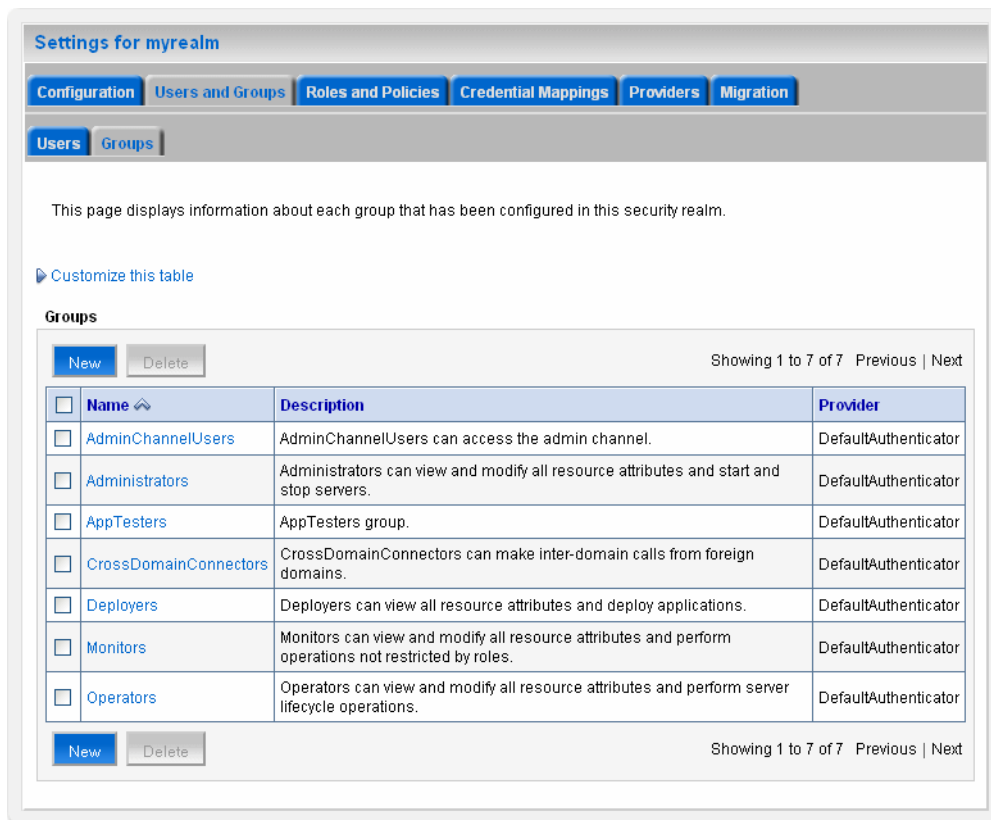 Settings for myrealm
Configuration Users and Groups Roles and Policies Credential Mappings Providers Migration
Users Groups
This page displays information about each group that has been configured in this security realm.
Customize this table
Groups
New Delete Showing 1 to 7 of 7 Previous | Next
Name Description Provider
AdminChannelUsers AdminChannelUsers can access the admin channel. DefaultAuthenticator
Administrators Administrators can view and modify all resource attributes and start and
stop servers. DefaultAuthenticator
AppTesters AppTesters group. DefaultAuthenticator
CrossDomainConnectors CrossDomainConnectors can make inter-domain calls from foreign
domains. DefaultAuthenticator
Deployers Deployers can view all resource attributes and deploy applications. DefaultAuthenticator
Monitors Monitors can view and modify all resource attributes and perform
operations not restricted by roles. DefaultAuthenticator
Operators Operators can view and modify all resource attributes and perform server
lifecycle operations. DefaultAuthenticator
New Delete Showing 1 to 7 of 7 Previous | Next